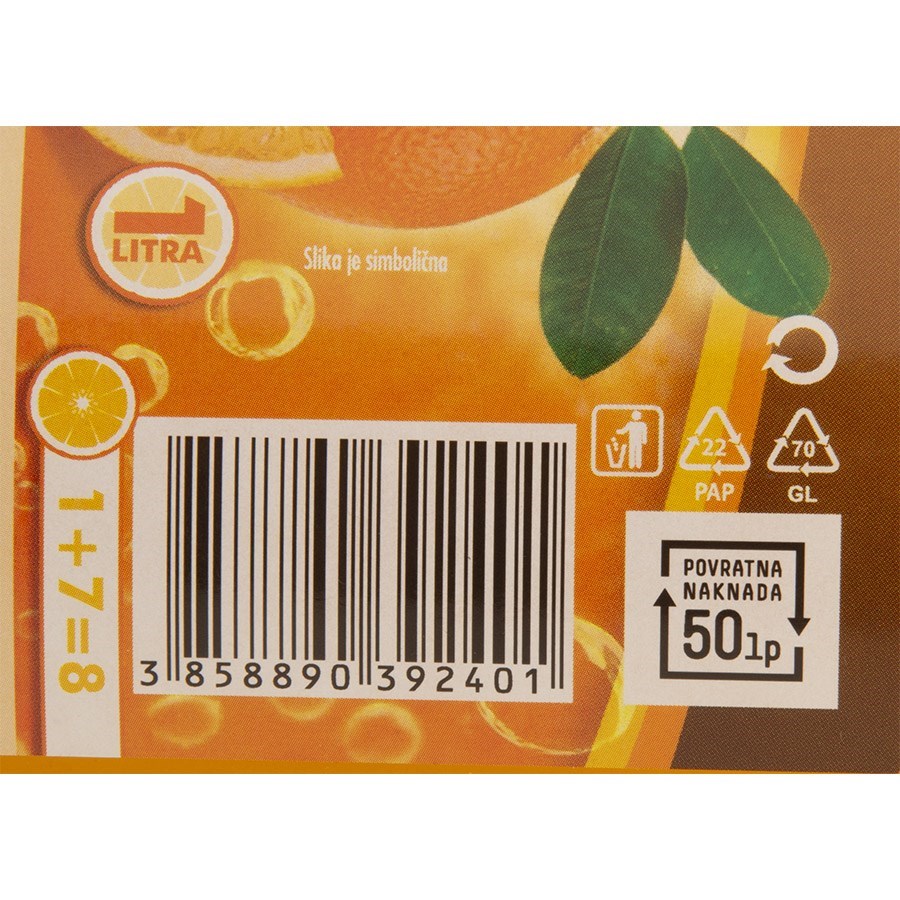 1
LITRA
Slika je simbolična
1+7=8
3 858890 392401
22
PAP
70
GL
POVRATNA
NAKNADA
50lp